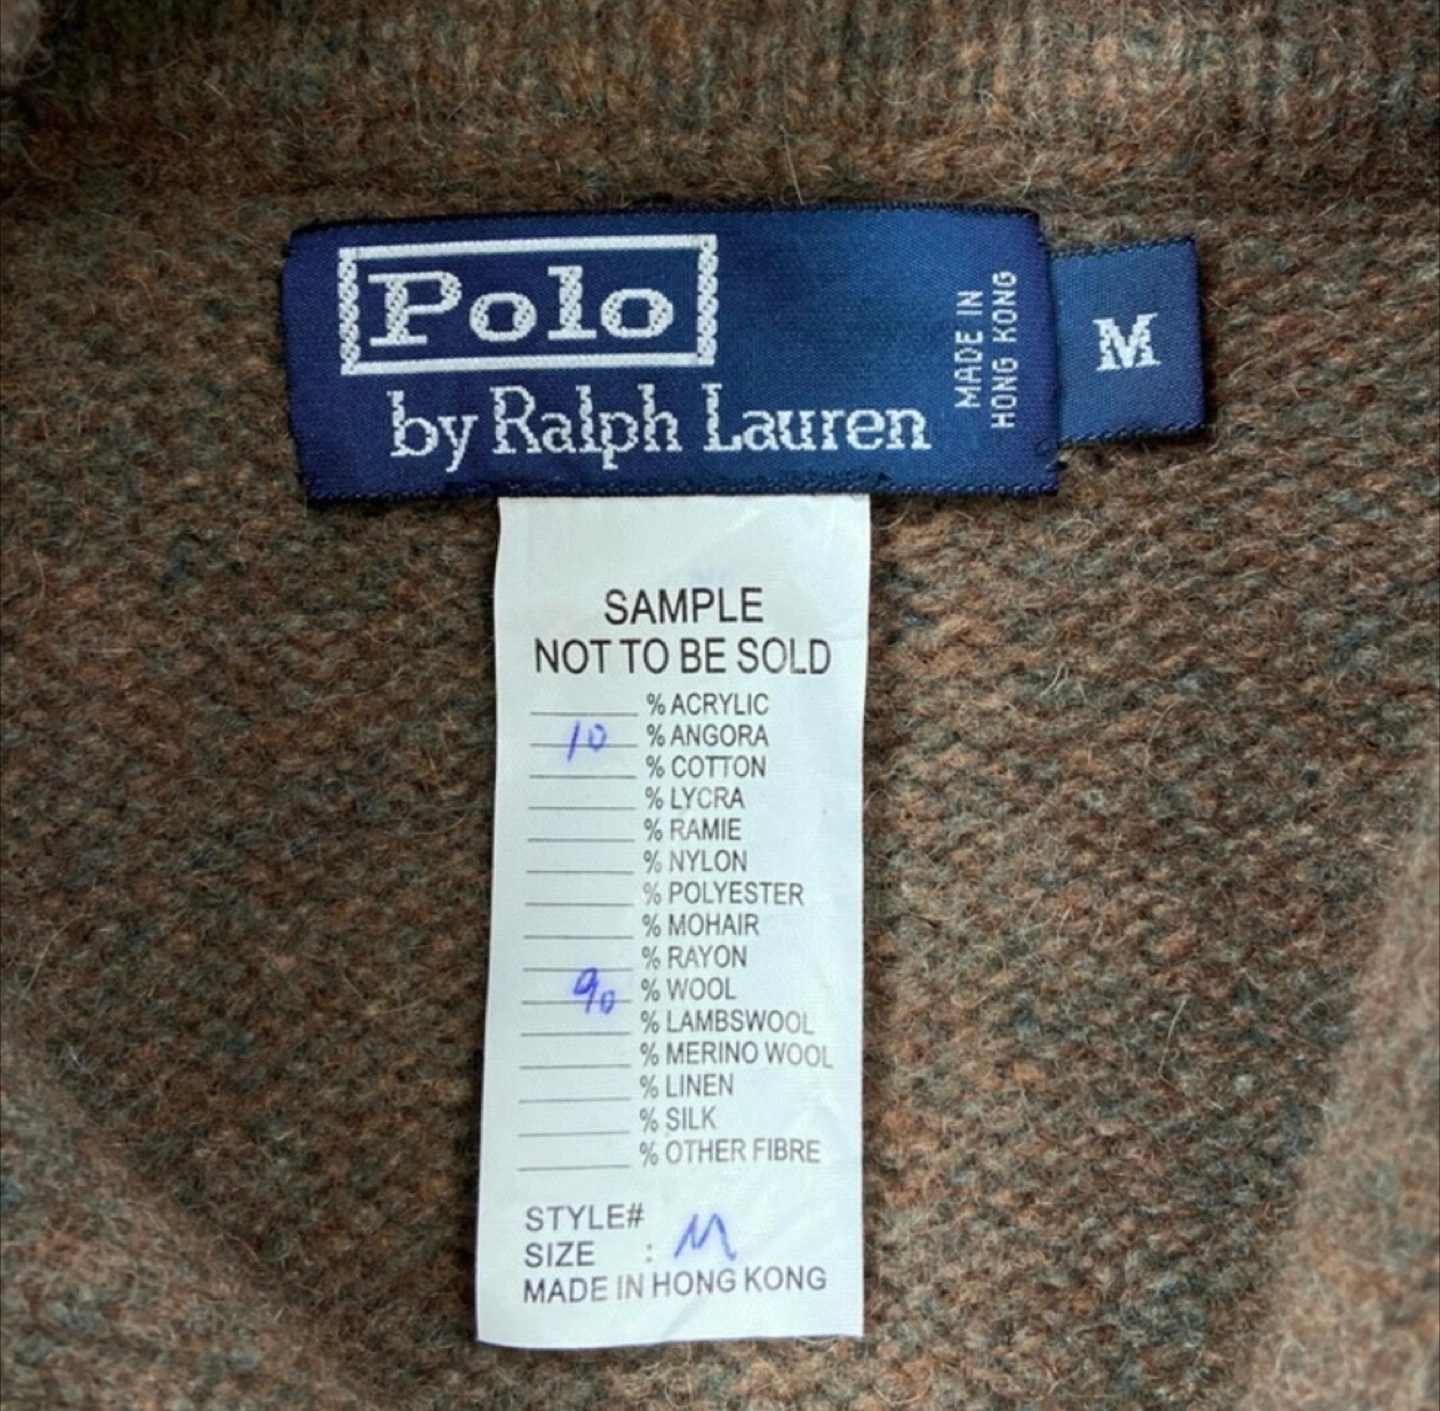 Polo
by Ralph Lauren
MADE IN
HONG KONG
M
SAMPLE
NOT TO BE SOLD
% ACRYLIC
10 % ANGORA
% COTTON
% LYCRA
% RAMIE
% NYLON
% POLYESTER
% MOHAIR
% RAYON
90 % WOOL
% LAMBSWOOL
% MERINO WOOL
% LINEN
% SILK
% OTHER FIBRE
STYLE#
SIZE : M
MADE IN HONG KONG